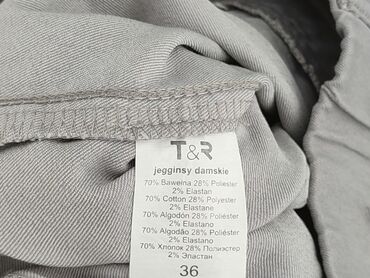 T&R
jegginsy damskie
70% Bawełna 28% Poliester
2% Elastan
70% Cotton 28% Polyester
2% Elastane
70% Algodón 28% Poliéster
2% Elastano
70% Algodão 28% Poliéster
2% Elastano
70% Хлопок 28% Полиэстер
2% Эластан
36